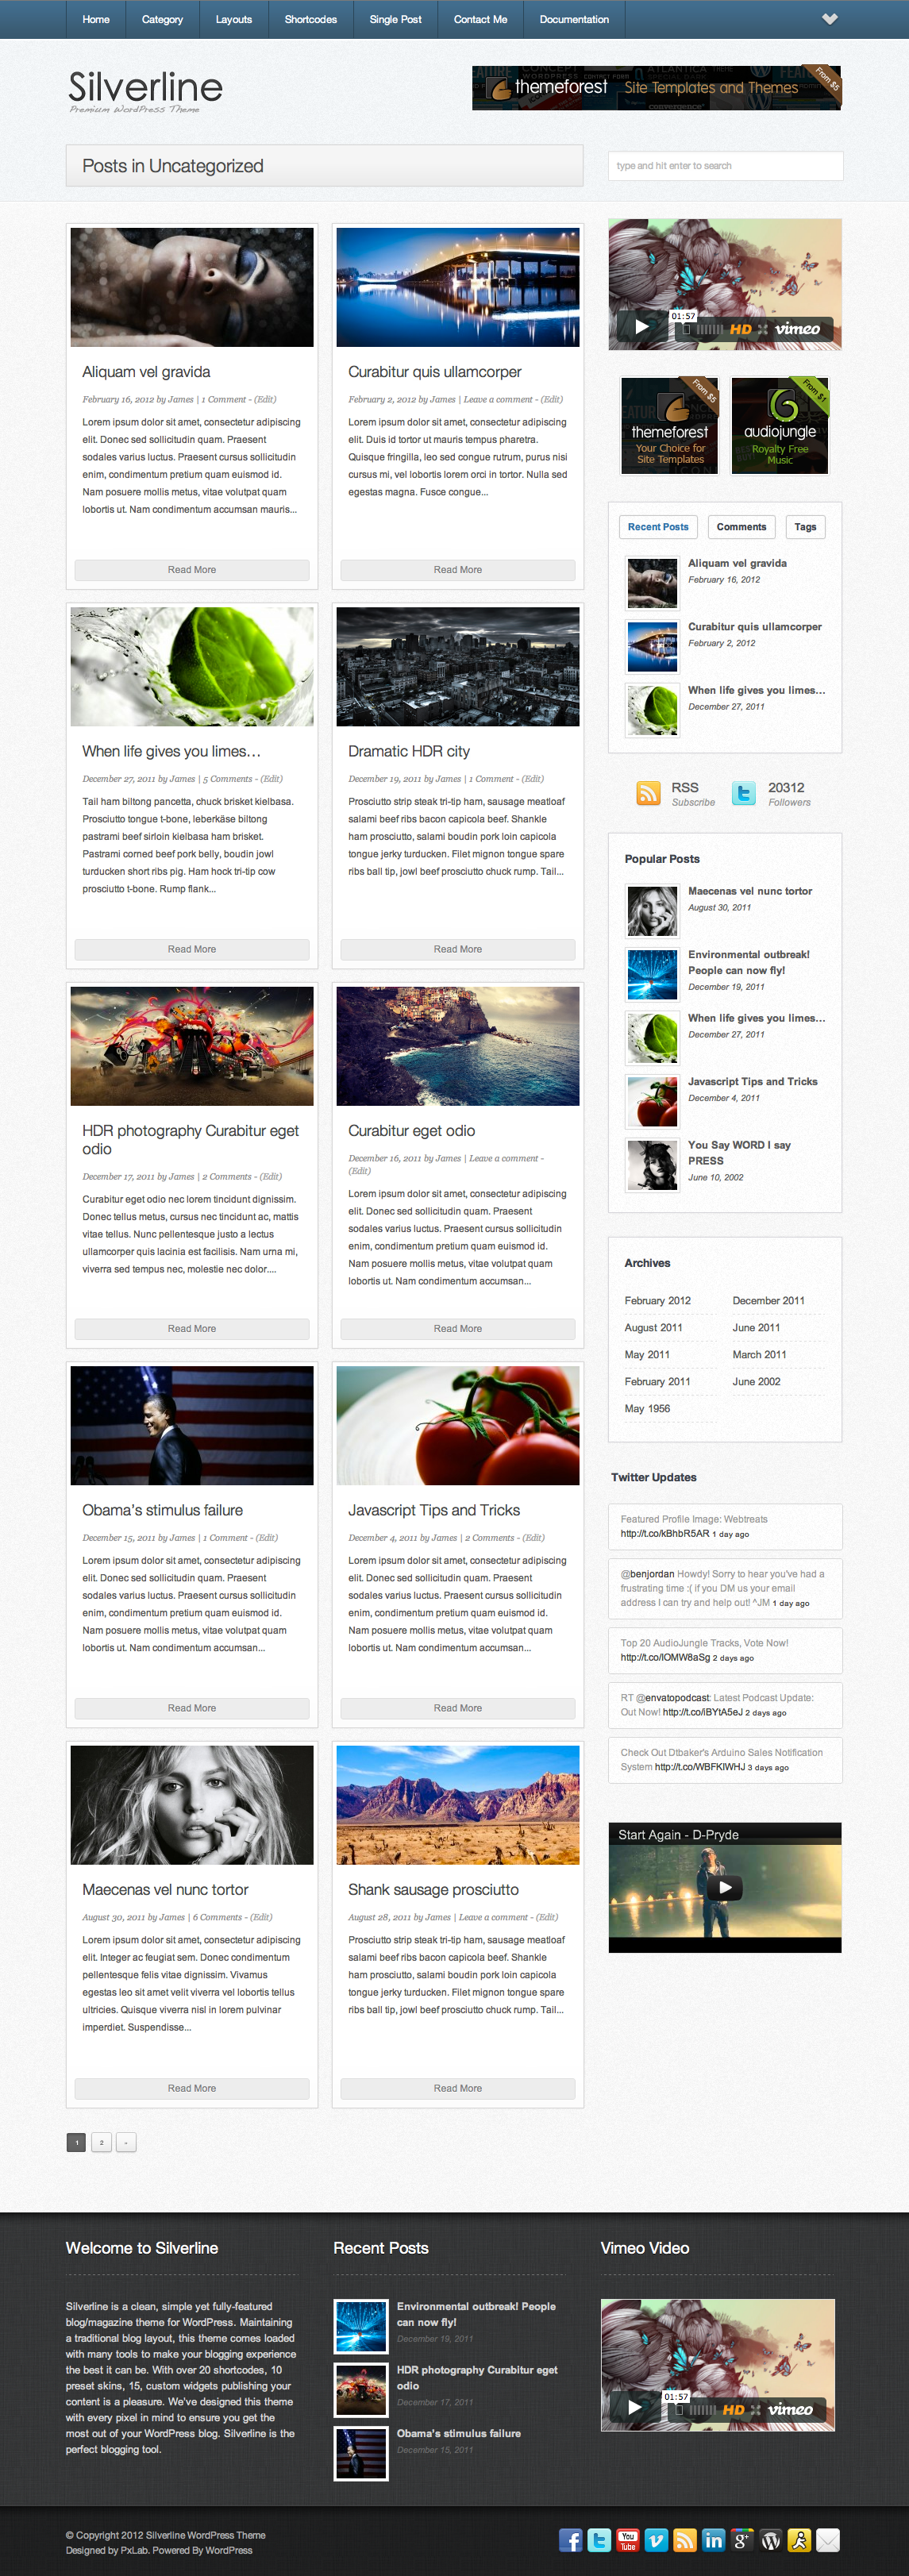 Home Category Layouts Shortcodes Single Post Contact Me Documentation
Silverline
Premium WordPress Theme
themeforest Site Templates and Themes From $5
Posts in Uncategorized
type and hit enter to search
Aliquam vel gravida
February 16, 2012 by James | 1 Comment - (Edit)
Lorem ipsum dolor sit amet, consectetur adipiscing
elit. Donec sed sollicitudin quam. Praesent
sodales varius luctus. Praesent cursus sollicitudin
enim, condimentum pretium quam euismod id.
Nam posuere mollis metus, vitae volutpat quam
lobortis ut. Nam condimentum accumsan mauris...
Read More
Curabitur quis ullamcorper
February 2, 2012 by James | Leave a comment - (Edit)
Lorem ipsum dolor sit amet, consectetur adipiscing
elit. Duis id tortor ut mauris tempus pharetra.
Quisque fringilla, leo sed congue rutrum, purus nisi
cursus mi, vel lobortis lorem orci in tortor. Nulla sed
egestas magna. Fusce congue...
Read More
When life gives you limes…
December 27, 2011 by James | 5 Comments - (Edit)
Tail ham biltong pancetta, chuck brisket kielbasa.
Prosciutto tongue t-bone, leberkäse biltong
pastrami beef sirloin kielbasa ham brisket.
Pastrami corned beef pork belly, boudin jowl
turducken short ribs pig. Ham hock tri-tip cow
prosciutto t-bone. Rump flank...
Read More
Dramatic HDR city
December 19, 2011 by James | 1 Comment - (Edit)
Prosciutto strip steak tri-tip ham, sausage meatloaf
salami beef ribs bacon capicola beef. Shankle
ham prosciutto, salami boudin pork loin capicola
tongue jerky turducken. Filet mignon tongue spare
ribs ball tip, jowl beef prosciutto chuck rump. Tail...
Read More
HDR photography Curabitur eget
odio
December 17, 2011 by James | 2 Comments - (Edit)
Curabitur eget odio nec lorem tincidunt dignissim.
Donec tellus metus, cursus nec tincidunt ac, mattis
vitae tellus. Nunc pellentesque justo a lectus
ullamcorper quis lacinia est facilisis. Nam urna mi,
viverra sed tempus nec, molestie nec dolor....
Read More
Curabitur eget odio
December 16, 2011 by James | Leave a comment -
(Edit)
Lorem ipsum dolor sit amet, consectetur adipiscing
elit. Donec sed sollicitudin quam. Praesent
sodales varius luctus. Praesent cursus sollicitudin
enim, condimentum pretium quam euismod id.
Nam posuere mollis metus, vitae volutpat quam
lobortis ut. Nam condimentum accumsan...
Read More
Obama's stimulus failure
December 15, 2011 by James | 1 Comment - (Edit)
Lorem ipsum dolor sit amet, consectetur adipiscing
elit. Donec sed sollicitudin quam. Praesent
sodales varius luctus. Praesent cursus sollicitudin
enim, condimentum pretium quam euismod id.
Nam posuere mollis metus, vitae volutpat quam
lobortis ut. Nam condimentum accumsan...
Read More
Javascript Tips and Tricks
December 4, 2011 by James | 2 Comments - (Edit)
Lorem ipsum dolor sit amet, consectetur adipiscing
elit. Donec sed sollicitudin quam. Praesent
sodales varius luctus. Praesent cursus sollicitudin
enim, condimentum pretium quam euismod id.
Nam posuere mollis metus, vitae volutpat quam
lobortis ut. Nam condimentum accumsan...
Read More
Maecenas vel nunc tortor
August 30, 2011 by James | 6 Comments - (Edit)
Lorem ipsum dolor sit amet, consectetur adipiscing
elit. Integer ac feugiat sem. Donec condimentum
pellentesque felis vitae dignissim. Vivamus
egestas leo sit amet velit viverra vel lobortis tellus
ultricies. Quisque viverra nisl in lorem pulvinar
imperdiet. Suspendisse...
Read More
Shank sausage prosciutto
August 28, 2011 by James | Leave a comment - (Edit)
Prosciutto strip steak tri-tip ham, sausage meatloaf
salami beef ribs bacon capicola beef. Shankle
ham prosciutto, salami boudin pork loin capicola
tongue jerky turducken. Filet mignon tongue spare
ribs ball tip, jowl beef prosciutto chuck rump. Tail...
Read More
1 2 »
01:57
HD vimeo
From $5
themeforest
Your Choice for
Site Templates
From $1
audiojungle
Royalty Free
Music
Recent Posts Comments Tags
Aliquam vel gravida
February 16, 2012
Curabitur quis ullamcorper
February 2, 2012
When life gives you limes…
December 27, 2011
RSS
Subscribe
20312
Followers
Popular Posts
Maecenas vel nunc tortor
August 30, 2011
Environmental outbreak!
People can now fly!
December 19, 2011
When life gives you limes…
December 27, 2011
Javascript Tips and Tricks
December 4, 2011
You Say WORD I say
PRESS
June 10, 2002
Archives
February 2012 December 2011
August 2011 June 2011
May 2011 March 2011
February 2011 June 2002
May 1956
Twitter Updates
Featured Profile Image: Webtreats
http://t.co/kBhbR5AR 1 day ago
@benjordan Howdy! Sorry to hear you've had a
frustrating time :( if you DM us your email
address I can try and help out! ^JM 1 day ago
Top 20 AudioJungle Tracks, Vote Now!
http://t.co/lOMW8aSg 2 days ago
RT @envatopodcast: Latest Podcast Update:
Out Now! http://t.co/iBYtA5eJ 2 days ago
Check Out Dtbaker's Arduino Sales Notification
System http://t.co/WBFKIWHJ 3 days ago
Start Again - D-Pryde
Welcome to Silverline
Silverline is a clean, simple yet fully-featured
blog/magazine theme for WordPress. Maintaining
a traditional blog layout, this theme comes loaded
with many tools to make your blogging experience
the best it can be. With over 20 shortcodes, 10
preset skins, 15, custom widgets publishing your
content is a pleasure. We've designed this theme
with every pixel in mind to ensure you get the
most out of your WordPress blog. Silverline is the
perfect blogging tool.
Recent Posts
Environmental outbreak! People
can now fly!
December 19, 2011
HDR photography Curabitur eget
odio
December 17, 2011
Obama's stimulus failure
December 15, 2011
Vimeo Video
01:57
HD vimeo
© Copyright 2012 Silverline WordPress Theme
Designed by PxLab. Powered By WordPress
You Tube